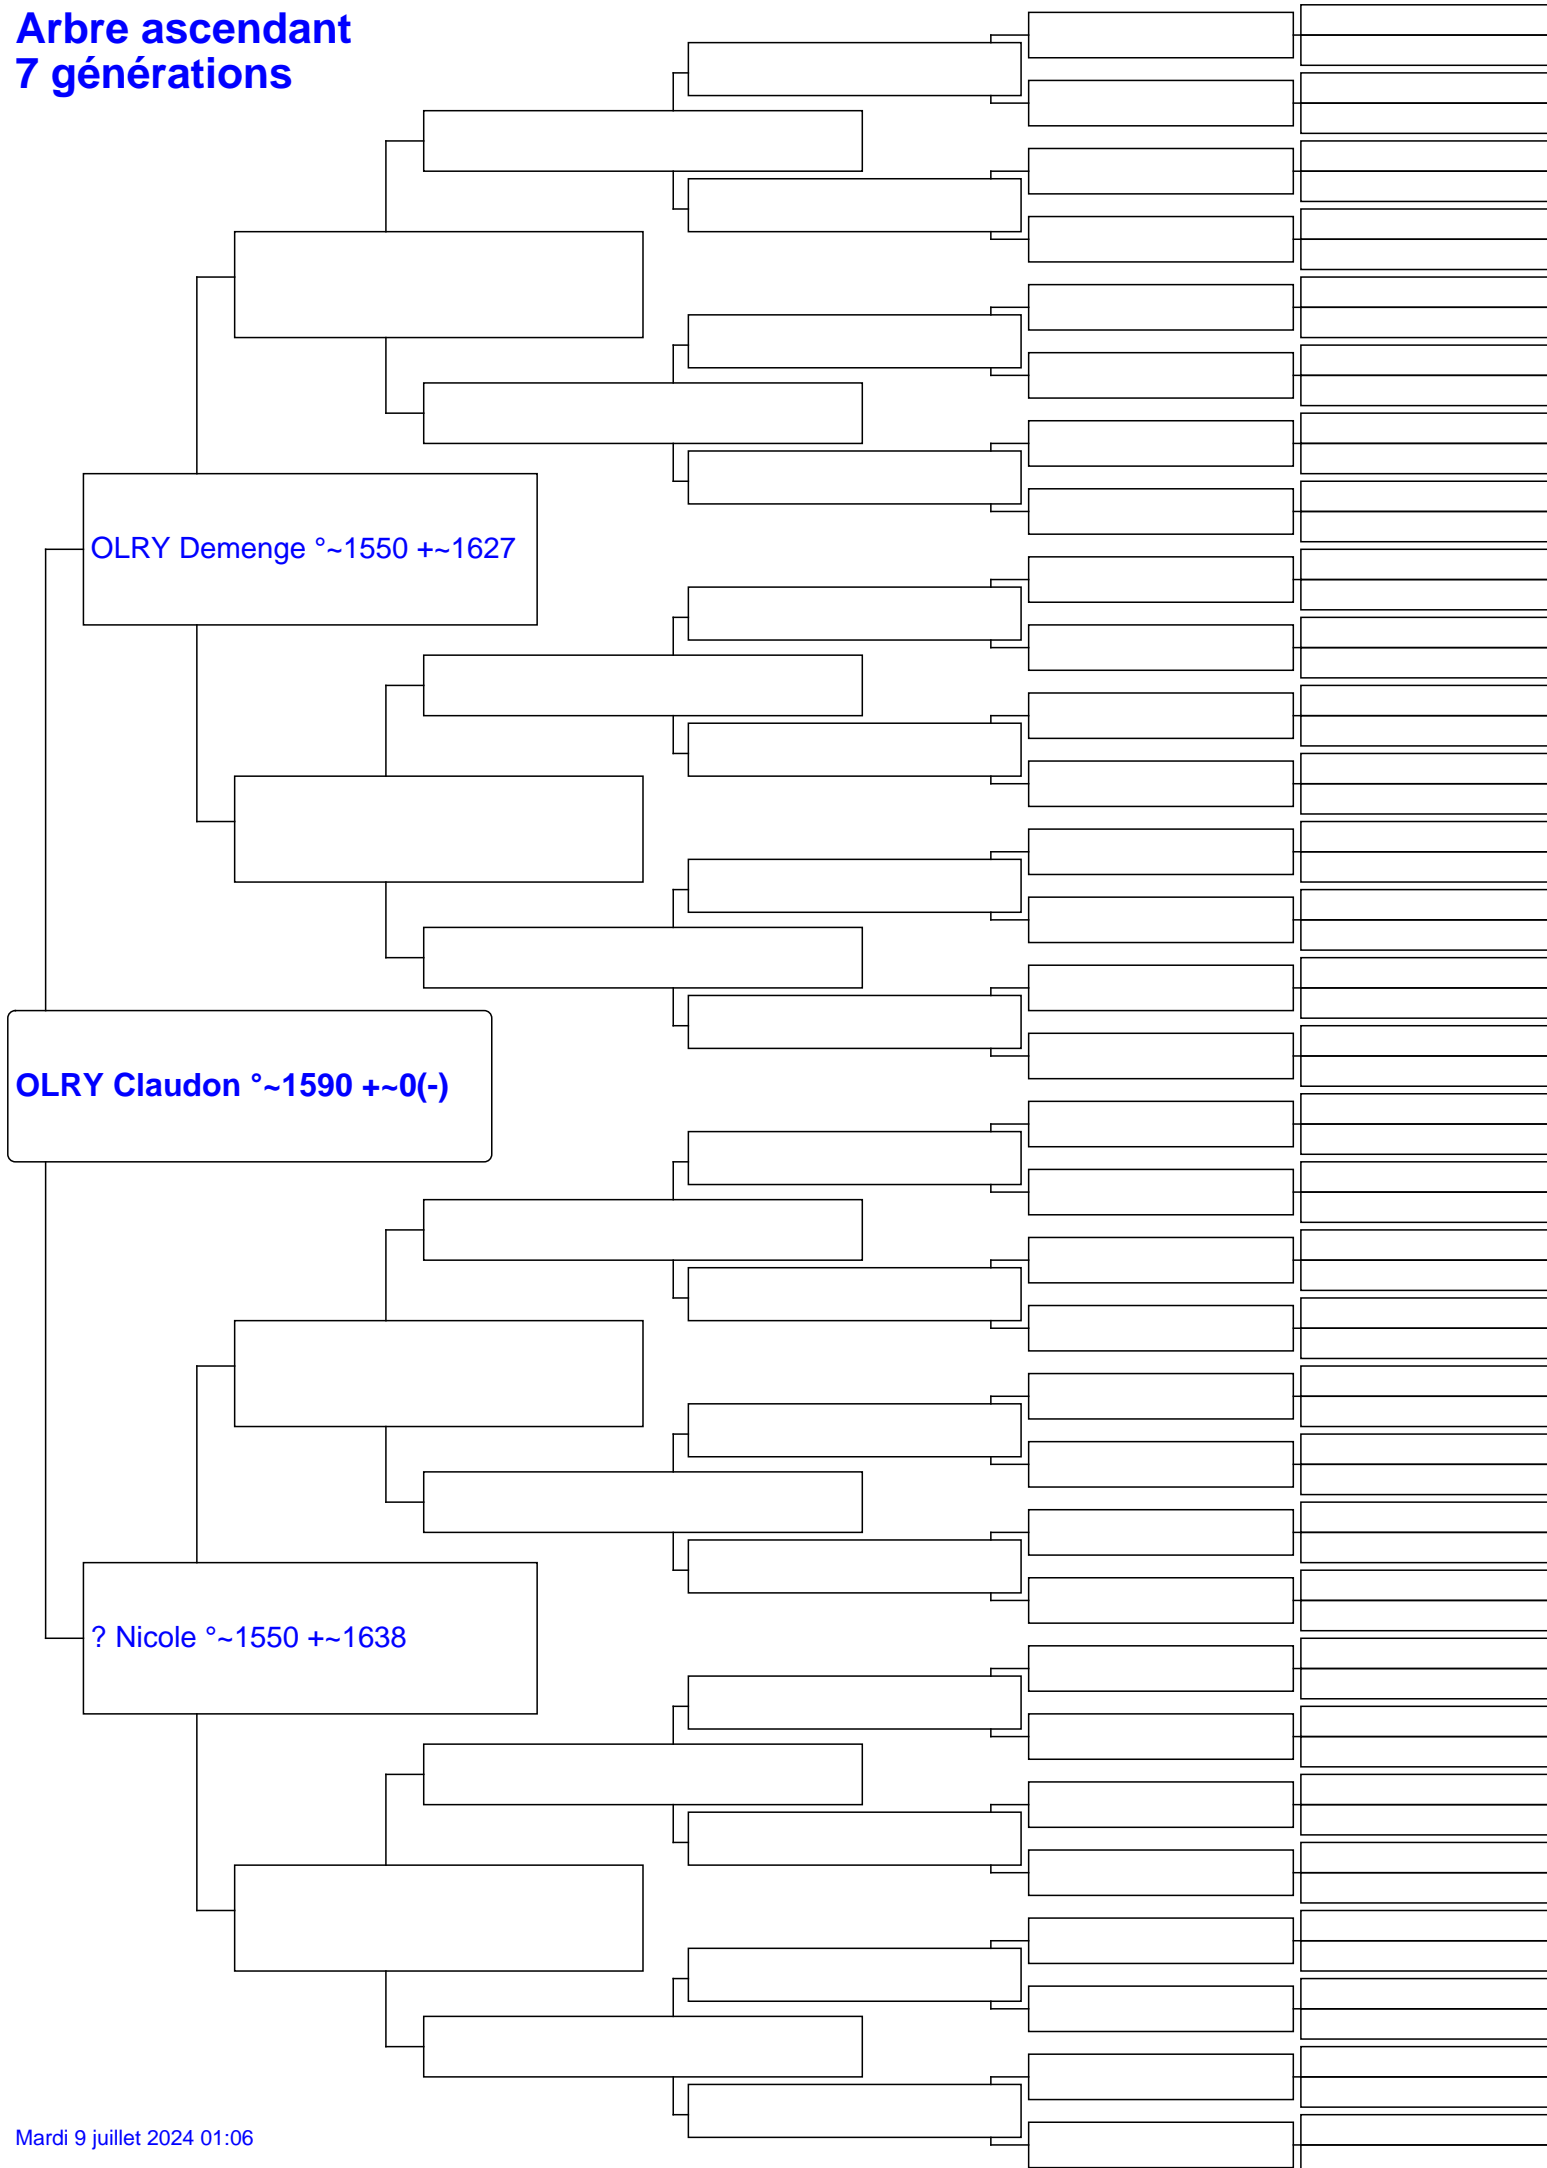 Arbre ascendant
7 générations
OLRY Demenge °~1550 +~1627
OLRY Claudon °~1590 +~0(-)
? Nicole °~1550 +~1638
Mardi 9 juillet 2024 01:06